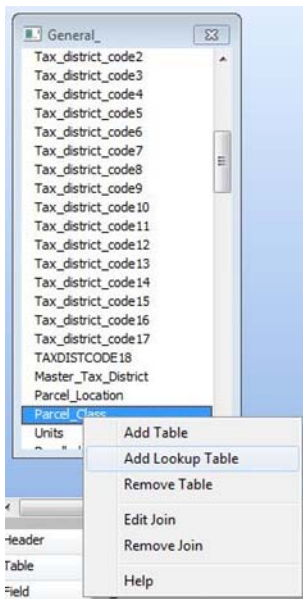 General_
Tax_district_code2
Tax_district_code3
Tax_district_code4
Tax_district_code5
Tax_district_code6
Tax_district_code7
Tax_district_code8
Tax_district_code9
Tax_district_code10
Tax_district_code11
Tax_district_code12
Tax_district_code13
Tax_district_code14
Tax_district_code15
Tax_district_code16
Tax_district_code17
TAXDISTCODE18
Master_Tax_District
Parcel_Location
Parcel_Class
Units
Add Table
Add Lookup Table
Remove Table
Edit Join
Remove Join
Help
Header
Table
Field